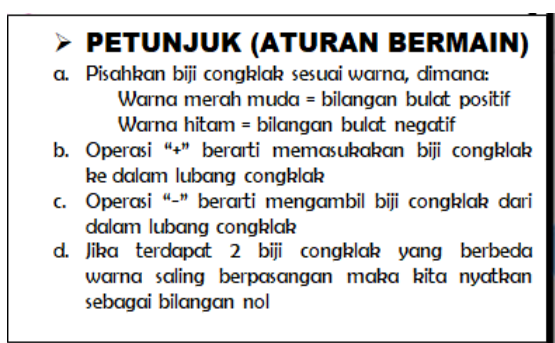 ➢ PETUNJUK (ATURAN BERMAIN)
a. Pisahkan biji congklak sesuai warna, dimana:
Warna merah muda = bilangan bulat positif
Warna hitam = bilangan bulat negatif
b. Operasi “+” berarti memasukakan biji congklak
ke dalam lubang congklak
c. Operasi “-” berarti mengambil biji congklak dari
dalam lubang congklak
d. Jika terdapat 2 biji congklak yang berbeda
warna saling berpasangan maka kita nyatkan
sebagai bilangan nol